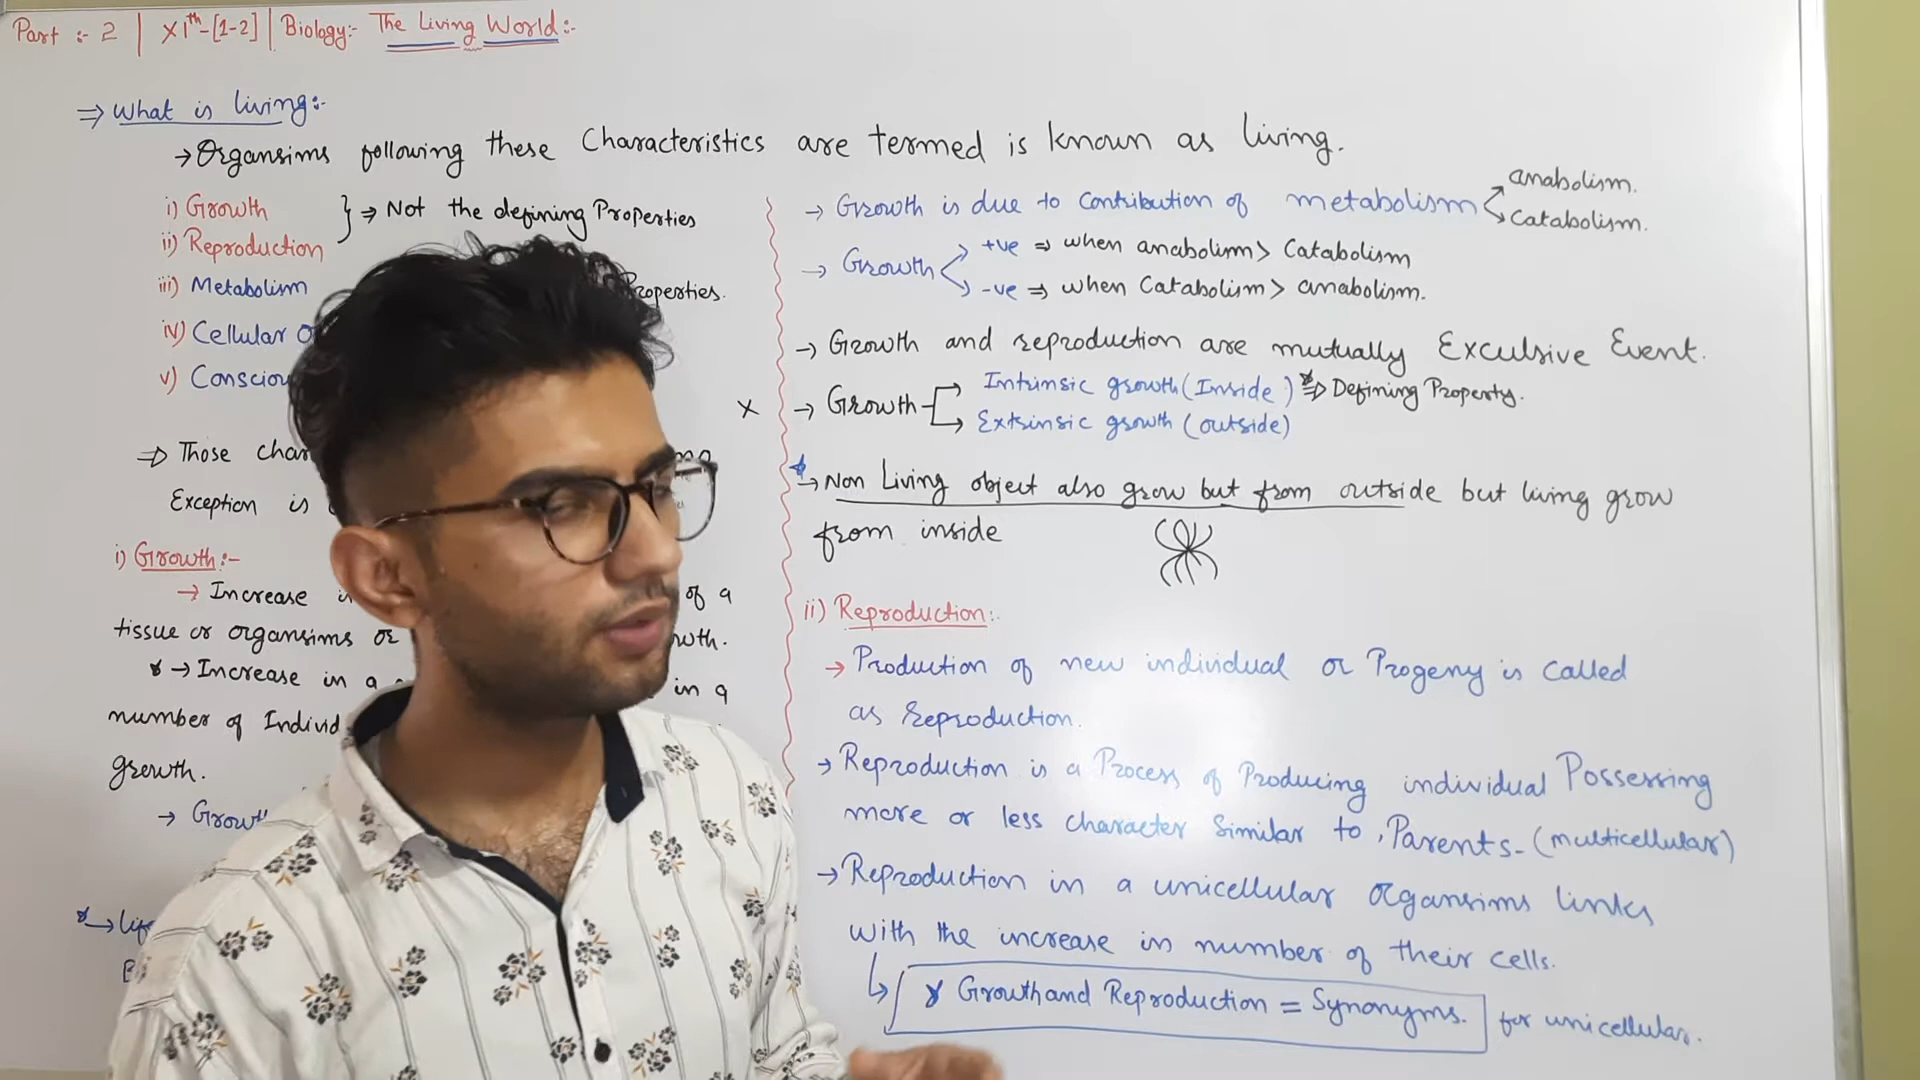 Part :- 2 | XIth-[1-2] | Biology:- The Living World:-
⇒ What is living:-
→ Organsims following these Characteristics are termed is known as living.
i) Growth
ii) Reproduction
} ⇒ Not the defining Properties
iii) Metabolism
Properties.
iv) Cellular
v)
⇒ Those
Exception is
i) Growth:-
→ Increase of a
tissue or organsims or
→ Increase in a in a
number of
growth.
→
→ Growth is due to contribution of metabolism
anabolism.
Catabolism.
→ Growth
+ve ⇒ when anabolism > Catabolism
-ve ⇒ when Catabolism > anabolism.
→ Growth and reproduction are mutually Exculsive Event.
x → Growth
Intrinsic growth (Inside) ⇒ Defining Property.
Extrinsic growth (outside)
→ Non Living object also grow but from outside but living grow
from inside
ii) Reproduction:-
→ Production of new individual or Progeny is called
as reproduction.
→ Reproduction is a Process of Producing individual Possessing
more or less character similar to Parents- (multicellular)
→ Reproduction in a unicellular organsims links
with the increase in number of their cells.
Growth and Reproduction = Synonyms. for unicellular.